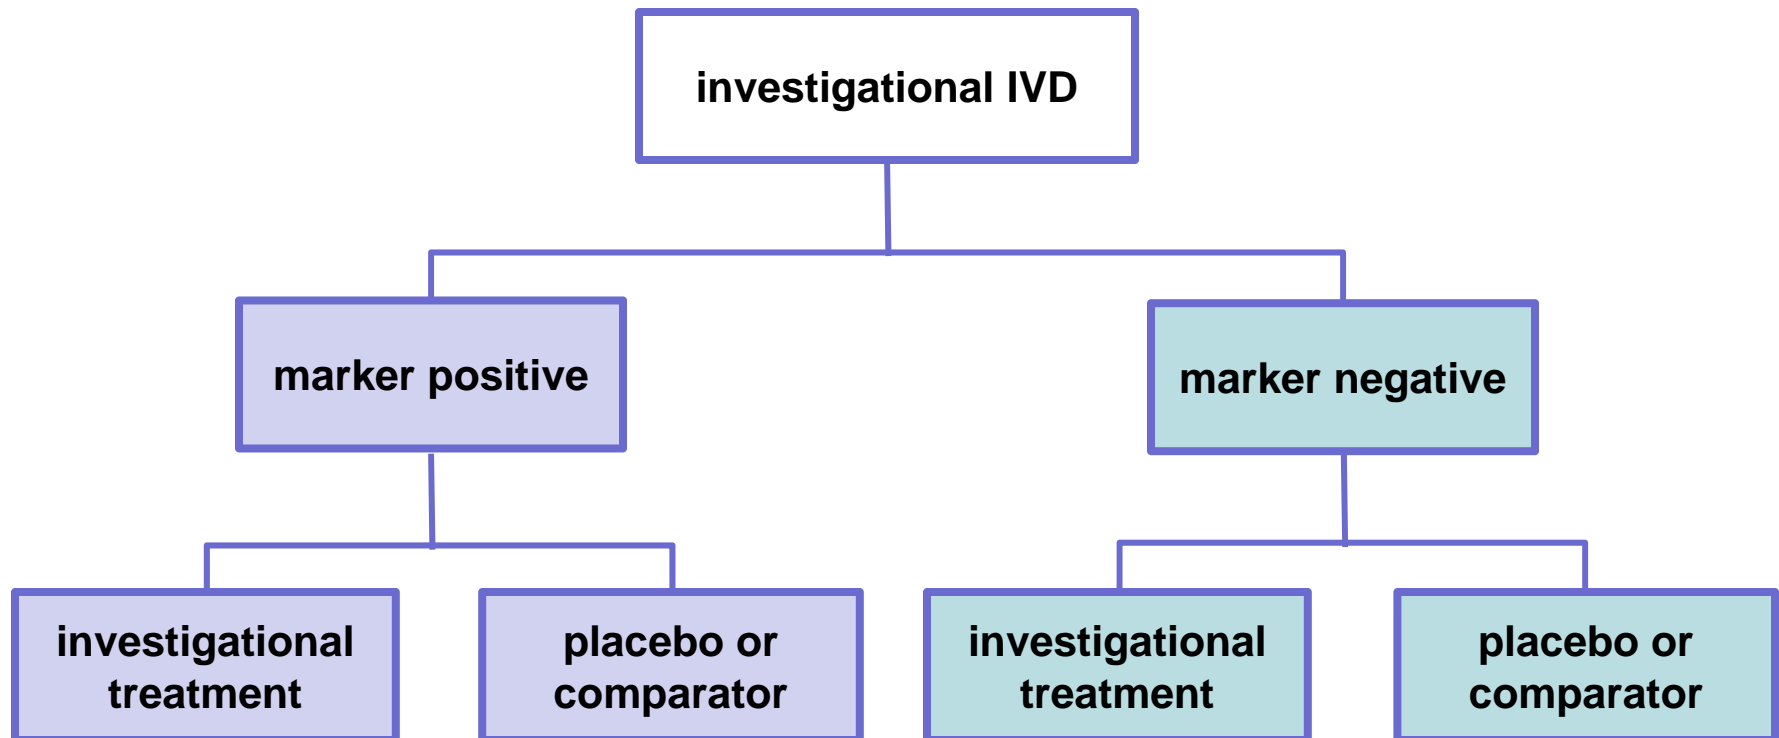 investigational IVD
marker positive
marker negative
investigational
treatment
placebo or
comparator
investigational
treatment
placebo or
comparator